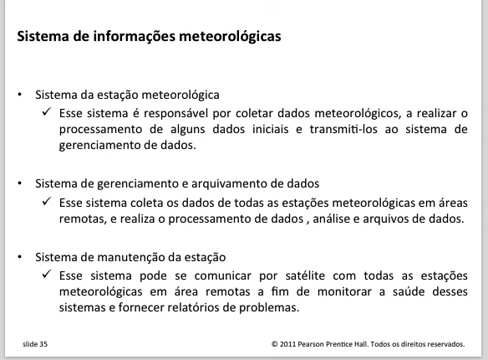 Sistema de informações meteorológicas
• Sistema da estação meteorológica
✓ Esse sistema é responsável por coletar dados meteorológicos, a realizar o
processamento de alguns dados iniciais e transmiti-los ao sistema de
gerenciamento de dados.
• Sistema de gerenciamento e arquivamento de dados
✓ Esse sistema coleta os dados de todas as estações meteorológicas em áreas
remotas, e realiza o processamento de dados , análise e arquivos de dados.
• Sistema de manutenção da estação
✓ Esse sistema pode se comunicar por satélite com todas as estações
meteorológicas em área remotas a fim de monitorar a saúde desses
sistemas e fornecer relatórios de problemas.
slide 35
© 2011 Pearson Prentice Hall. Todos os direitos reservados.